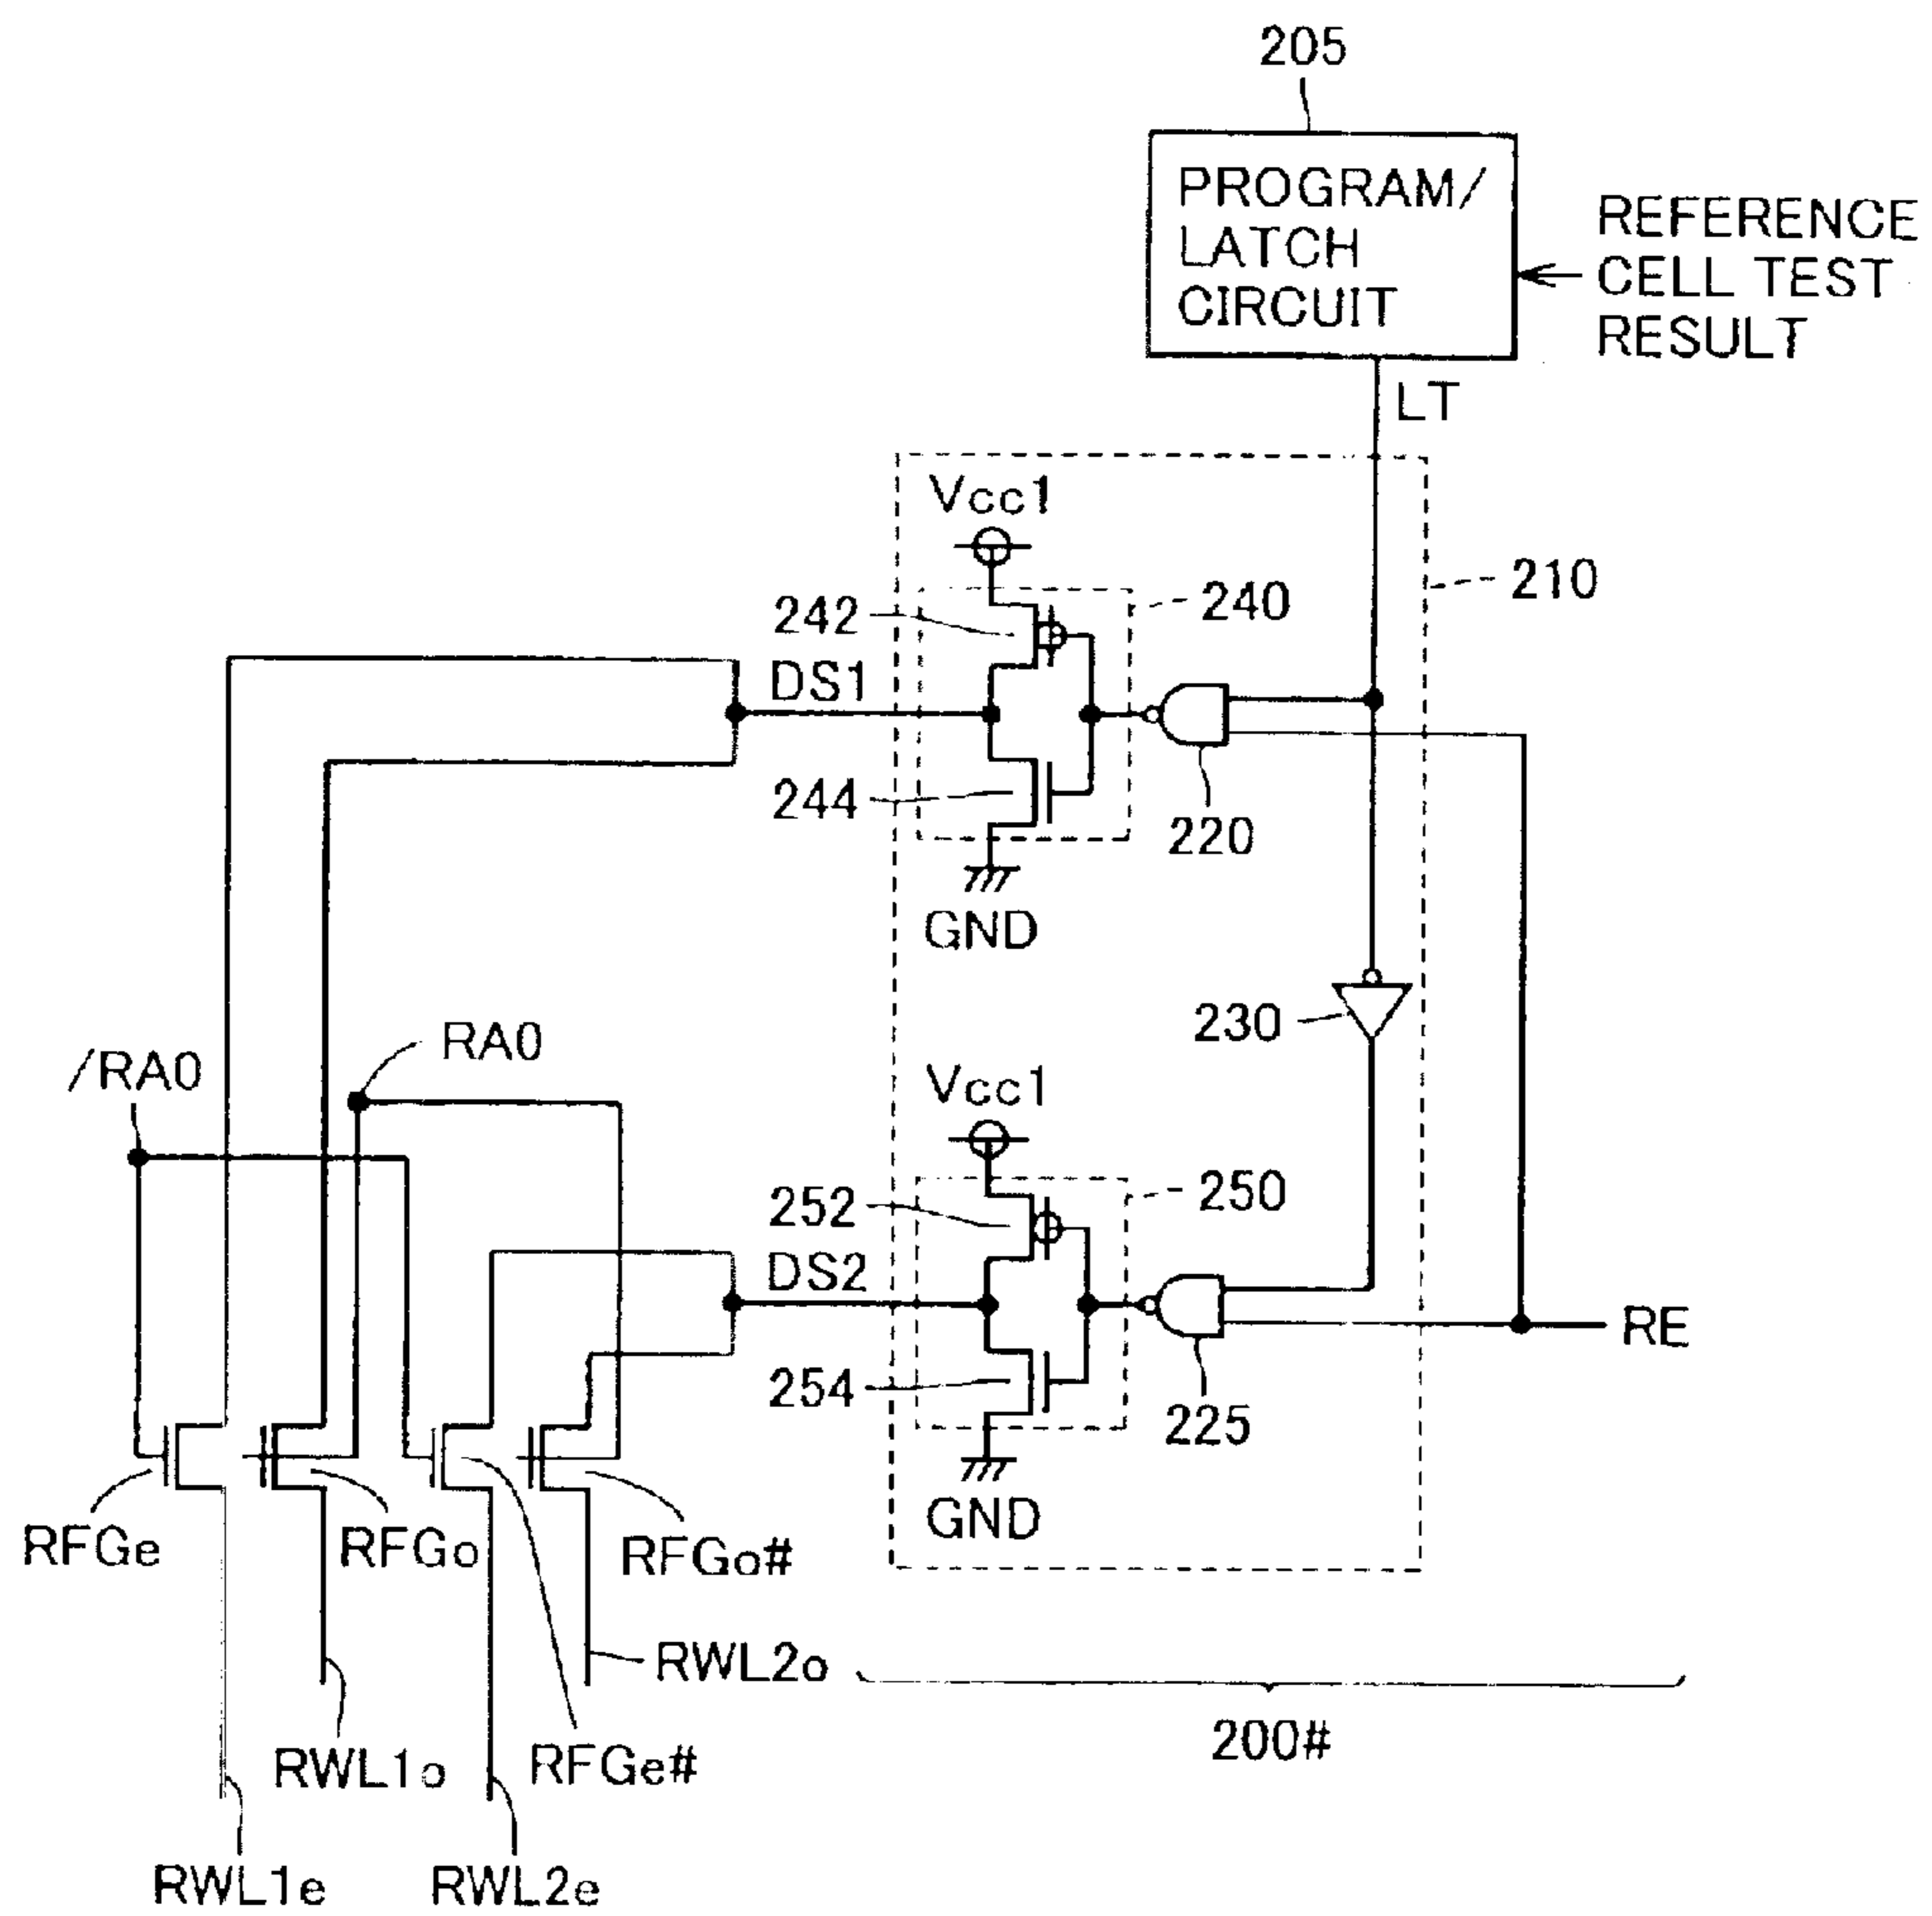 205
PROGRAM/
LATCH
CIRCUIT
REFERENCE
CELL TEST
RESULT
LT
Vcc1
210
240
242
DS1
244
220
GND
230
RA0
/RA0
Vcc1
250
252
DS2
RE
254
225
GND
RFGe
RFGo
RFGo#
RWL2o
200#
RWL1o
RFGe#
RWL1e
RWL2e